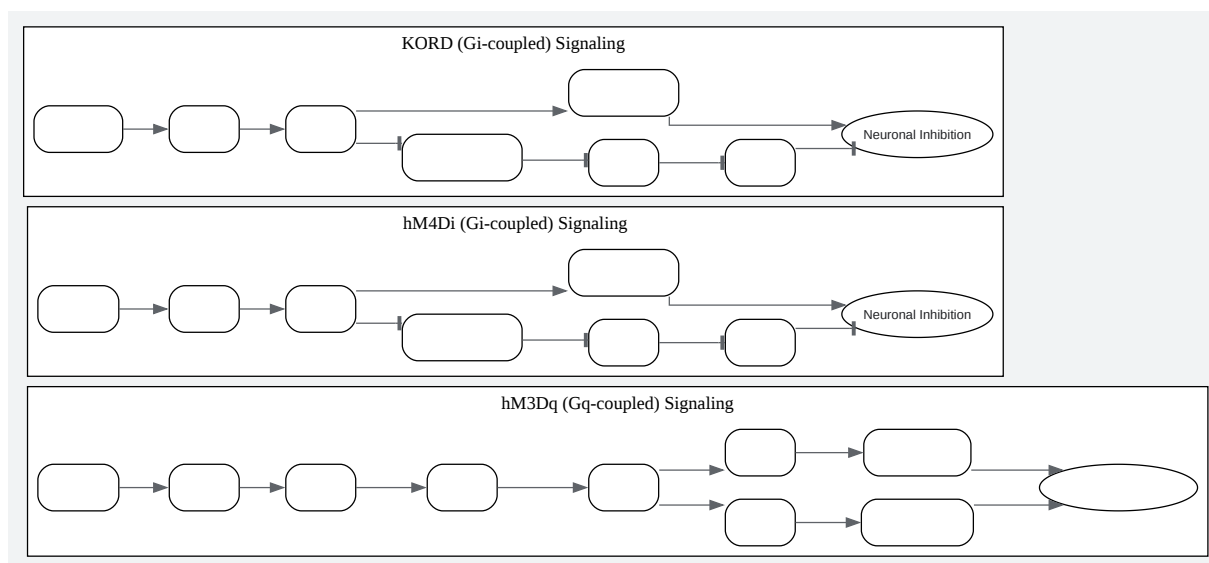 KORD (Gi-coupled) Signaling
Neuronal Inhibition
hM4Di (Gi-coupled) Signaling
Neuronal Inhibition
hM3Dq (Gq-coupled) Signaling